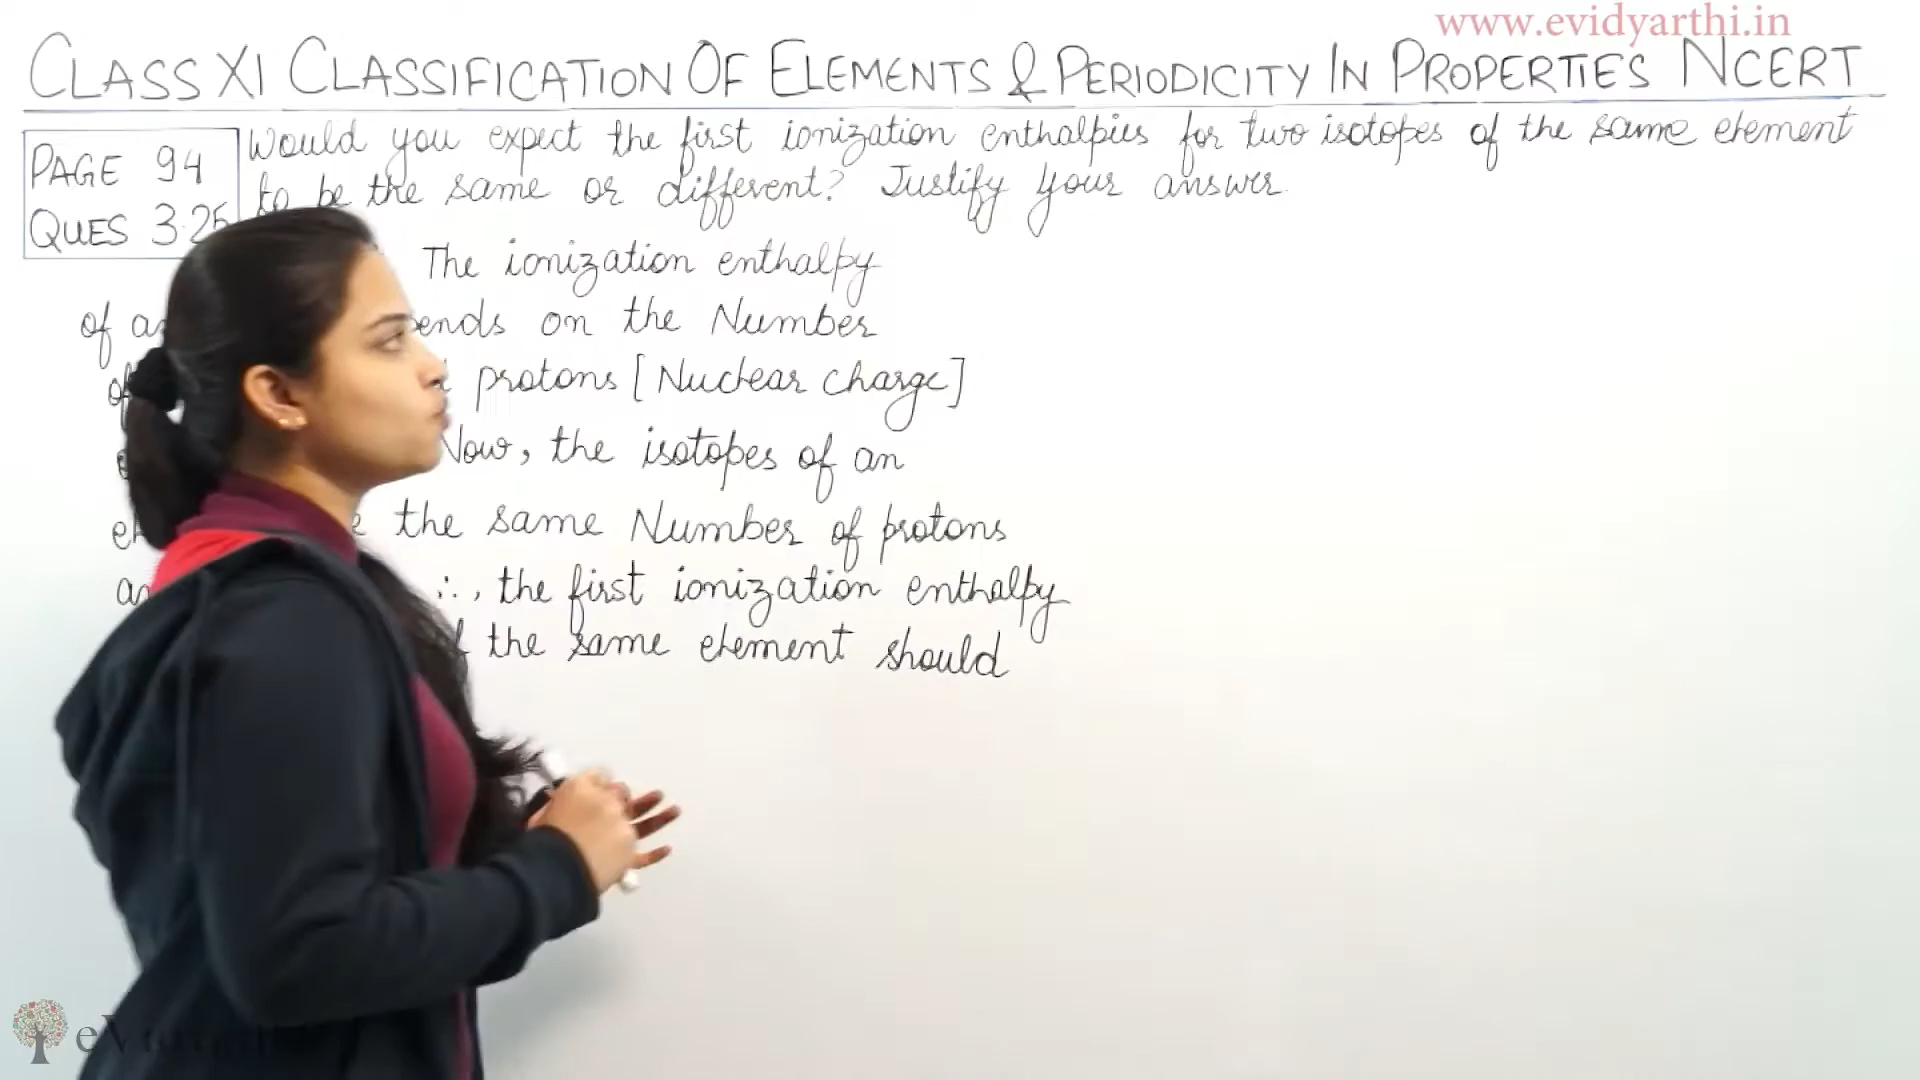 www.evidyarthi.in
CLASS XI CLASSIFICATION OF ELEMENTS & PERIODICITY IN PROPERTIES NCERT
PAGE 94
QUES 3.25
Would you expect the first ionization enthalpies for two isotopes of the same element
to be the same or different? Justify your answer.
The ionization enthalpy
of on the Number
protons [Nuclear charge]
Now, the isotopes of an
the same Number of protons
∴, the first ionization enthalpy
the same element should